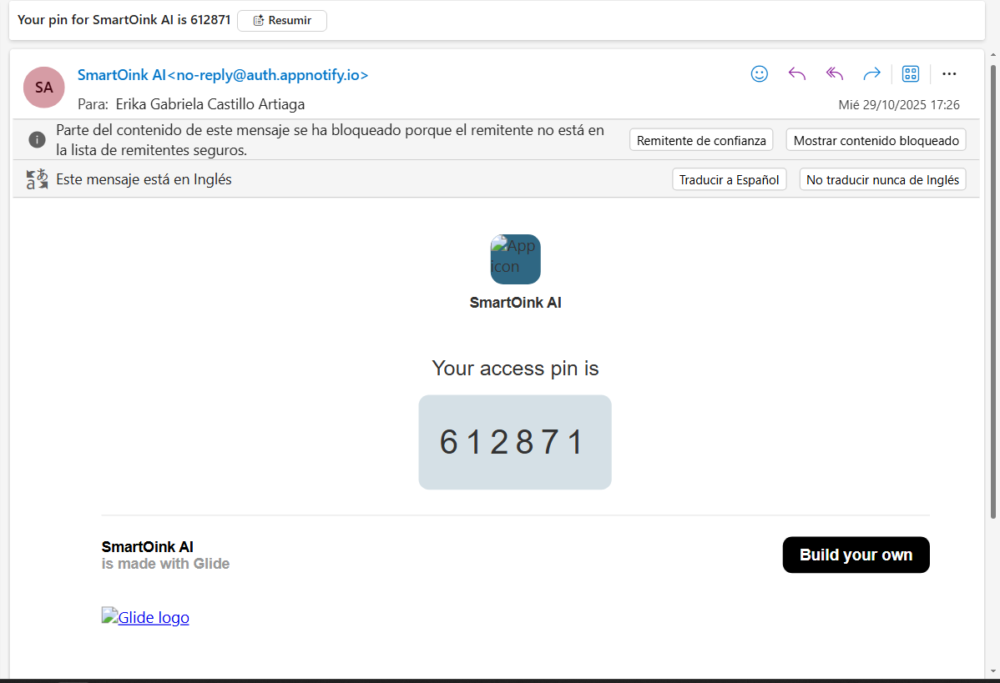 Your pin for SmartOink AI is 612871 Resumir
SA
SmartOink AI<no-reply@auth.appnotify.io>
Para: Erika Gabriela Castillo Artiaga
Mié 29/10/2025 17:26
Parte del contenido de este mensaje se ha bloqueado porque el remitente no está en
la lista de remitentes seguros.
Remitente de confianza Mostrar contenido bloqueado
Este mensaje está en Inglés
Traducir a Español No traducir nunca de Inglés
App
icon
SmartOink AI
Your access pin is
612871
SmartOink AI
is made with Glide
Build your own
Glide logo